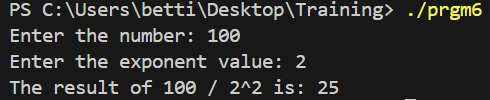 PS C:\Users\betti\Desktop\Training> ./prgm6
Enter the number: 100
Enter the exponent value: 2
The result of 100 / 2^2 is: 25